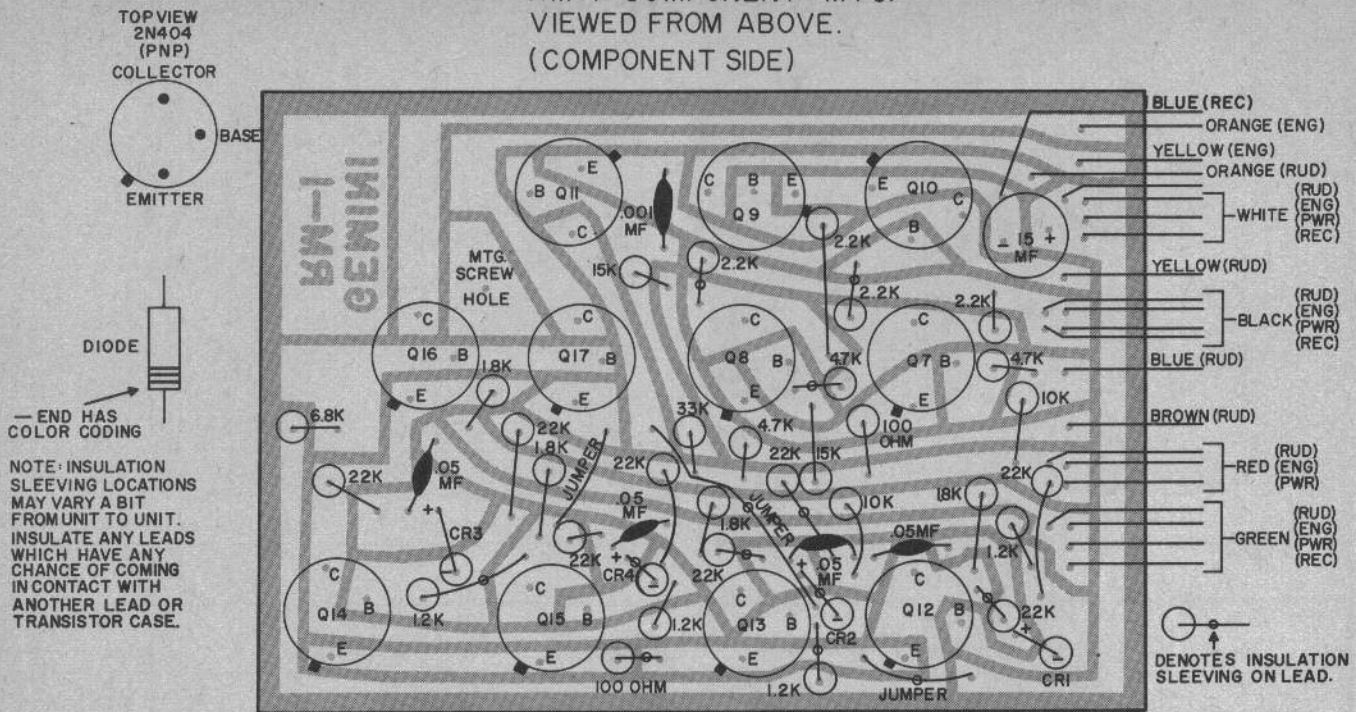 VIEWED FROM ABOVE.
(COMPONENT SIDE)
TOP VIEW
2N404
(PNP)
COLLECTOR
BASE
EMITTER
DIODE
— END HAS
COLOR CODING
NOTE: INSULATION
SLEEVING LOCATIONS
MAY VARY A BIT
FROM UNIT TO UNIT.
INSULATE ANY LEADS
WHICH HAVE ANY
CHANCE OF COMING
IN CONTACT WITH
ANOTHER LEAD OR
TRANSISTOR CASE.
GEMINI
RM-1
MTG.
SCREW
HOLE
E
B Q11
C
.001
MF
C B E
Q9
E Q10
C
B
- 15 +
MF
15K
2.2K
2.2K
2.2K
2.2K
C
Q16 B
E
C
Q17 B
E
C
Q8 B
E
C
Q7 B
E
1.8K
4.7K
4.7K
10K
6.8K
22K
1.8K
33K
4.7K
100
OHM
22K
.05
MF
JUMPER
22K
22K
15K
22K
+
CR3
.05
MF
1.8K
JUMPER
10K
1.8K
22K
+
CR4
-
22K
+
.05
MF
.05MF
1.2K
C
Q14 B
E
1.2K
C
Q15 B
E
1.2K
C
Q13 B
E
-
CR2
C
Q12 B
E
22K
+
-
CR1
100 OHM
1.2K
JUMPER
BLUE (REC)
ORANGE (ENG)
YELLOW (ENG)
ORANGE (RUD)
WHITE
(RUD)
(ENG)
(PWR)
(REC)
YELLOW (RUD)
BLACK
(RUD)
(ENG)
(PWR)
(REC)
BLUE (RUD)
BROWN (RUD)
RED
(RUD)
(ENG)
(PWR)
GREEN
(RUD)
(ENG)
(PWR)
(REC)
DENOTES INSULATION
SLEEVING ON LEAD.